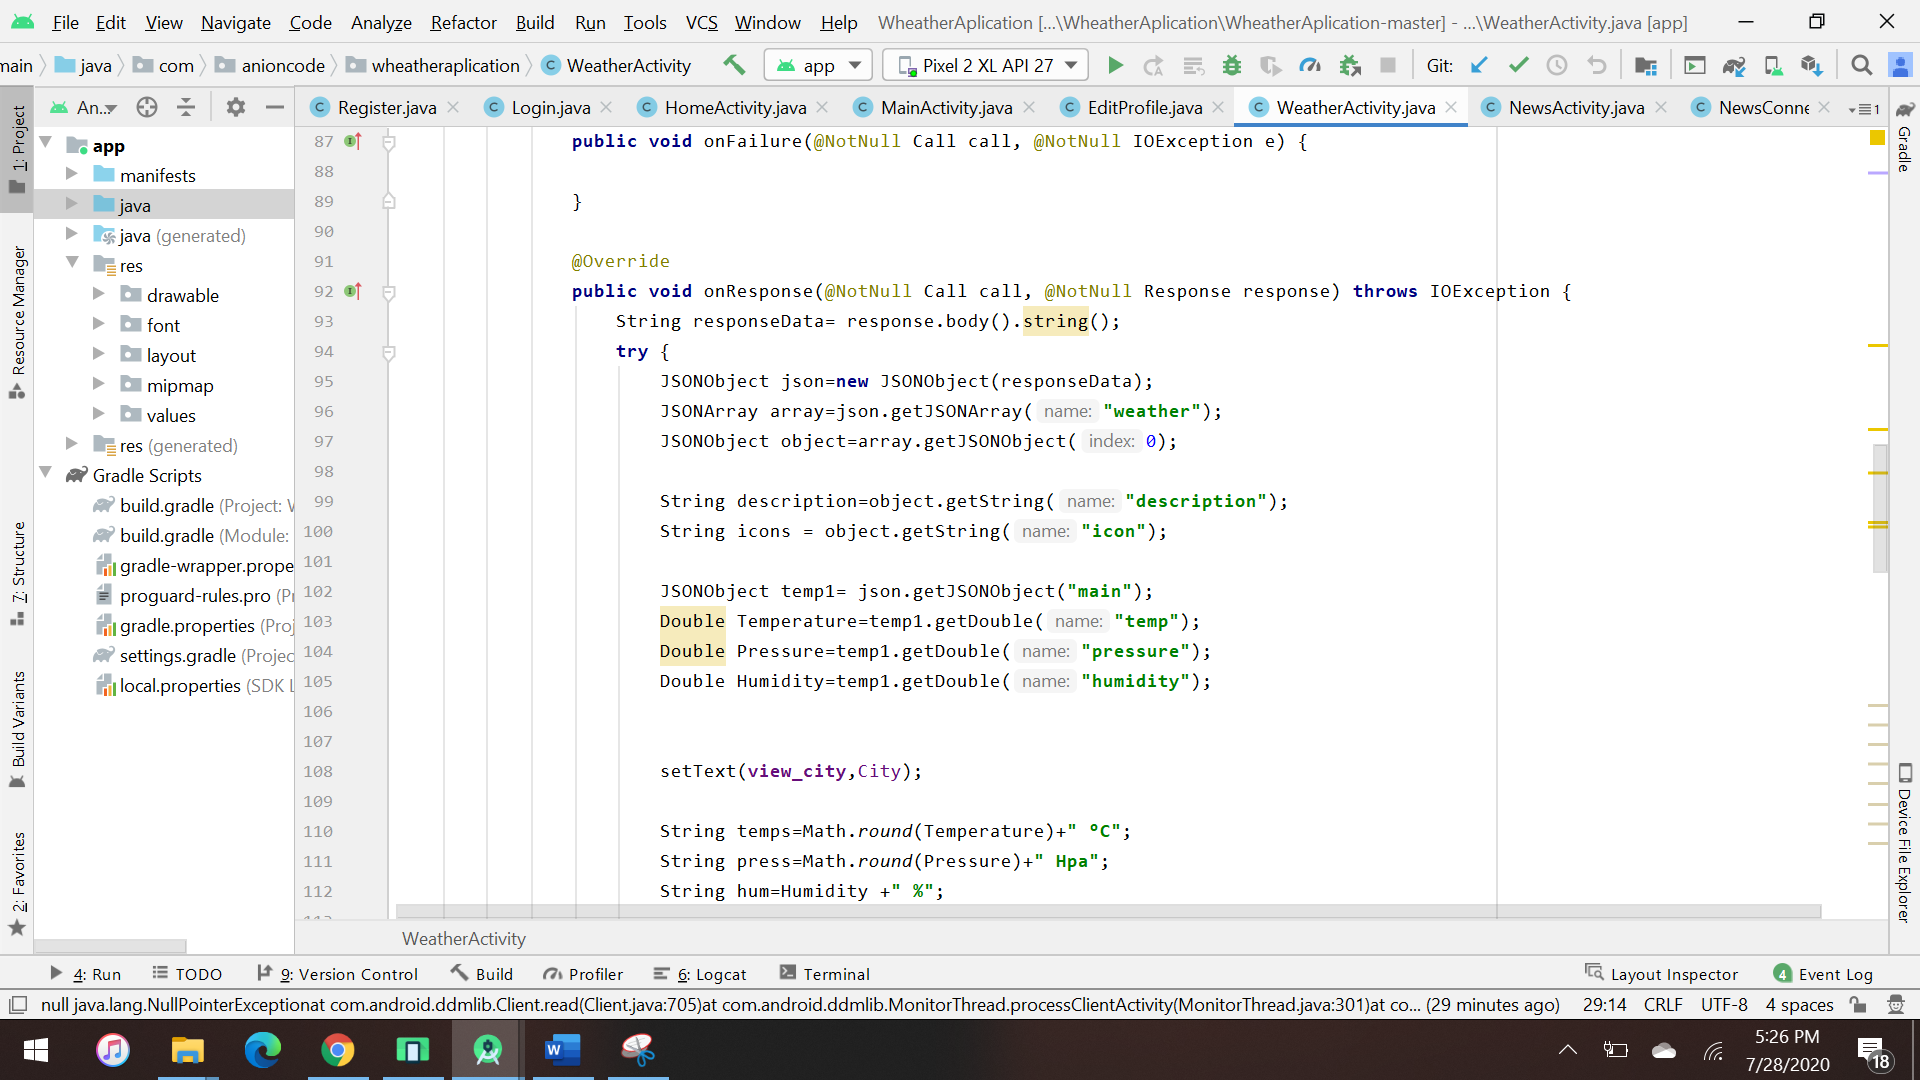 File Edit View Navigate Code Analyze Refactor Build Run Tools VCS Window Help WheatherAplication [...\WheatherAplication\WheatherAplication-master] - ...\WeatherActivity.java [app]
main java com anioncode wheatheraplication WeatherActivity app Pixel 2 XL API 27 Git:
An... Register.java Login.java HomeActivity.java MainActivity.java EditProfile.java WeatherActivity.java NewsActivity.java NewsConne 1
1: Project
Resource Manager
7: Structure
Build Variants
2: Favorites
app
manifests
java
java (generated)
res
drawable
font
layout
mipmap
values
res (generated)
Gradle Scripts
build.gradle (Project: W
build.gradle (Module:
gradle-wrapper.prope
proguard-rules.pro (Pr
gradle.properties (Proj
settings.gradle (Projec
local.properties (SDK L
87 public void onFailure(@NotNull Call call, @NotNull IOException e) {
88
89 }
90
91 @Override
92 public void onResponse(@NotNull Call call, @NotNull Response response) throws IOException {
93 String responseData= response.body().string();
94 try {
95 JSONObject json=new JSONObject(responseData);
96 JSONArray array=json.getJSONArray( name: "weather");
97 JSONObject object=array.getJSONObject( index: 0);
98
99 String description=object.getString( name: "description");
100 String icons = object.getString( name: "icon");
101
102 JSONObject temp1= json.getJSONObject("main");
103 Double Temperature=temp1.getDouble( name: "temp");
104 Double Pressure=temp1.getDouble( name: "pressure");
105 Double Humidity=temp1.getDouble( name: "humidity");
106
107
108 setText(view_city,City);
109
110 String temps=Math.round(Temperature)+" °C";
111 String press=Math.round(Pressure)+" Hpa";
112 String hum=Humidity +" %";
WeatherActivity
Gradle
Device File Explorer
4: Run TODO 9: Version Control Build Profiler 6: Logcat Terminal Layout Inspector 4 Event Log
null java.lang.NullPointerExceptionat com.android.ddmlib.Client.read(Client.java:705)at com.android.ddmlib.MonitorThread.processClientActivity(MonitorThread.java:301)at co... (29 minutes ago) 29:14 CRLF UTF-8 4 spaces
5:26 PM
7/28/2020
18